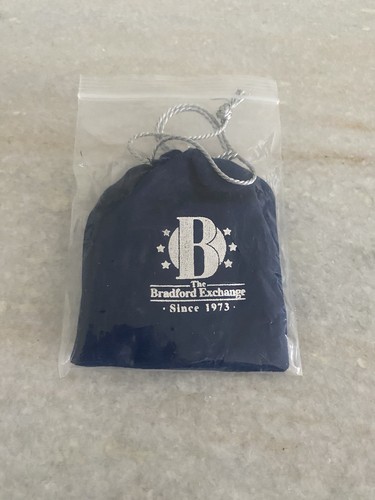 B
The
Bradford Exchange
· Since 1973 ·